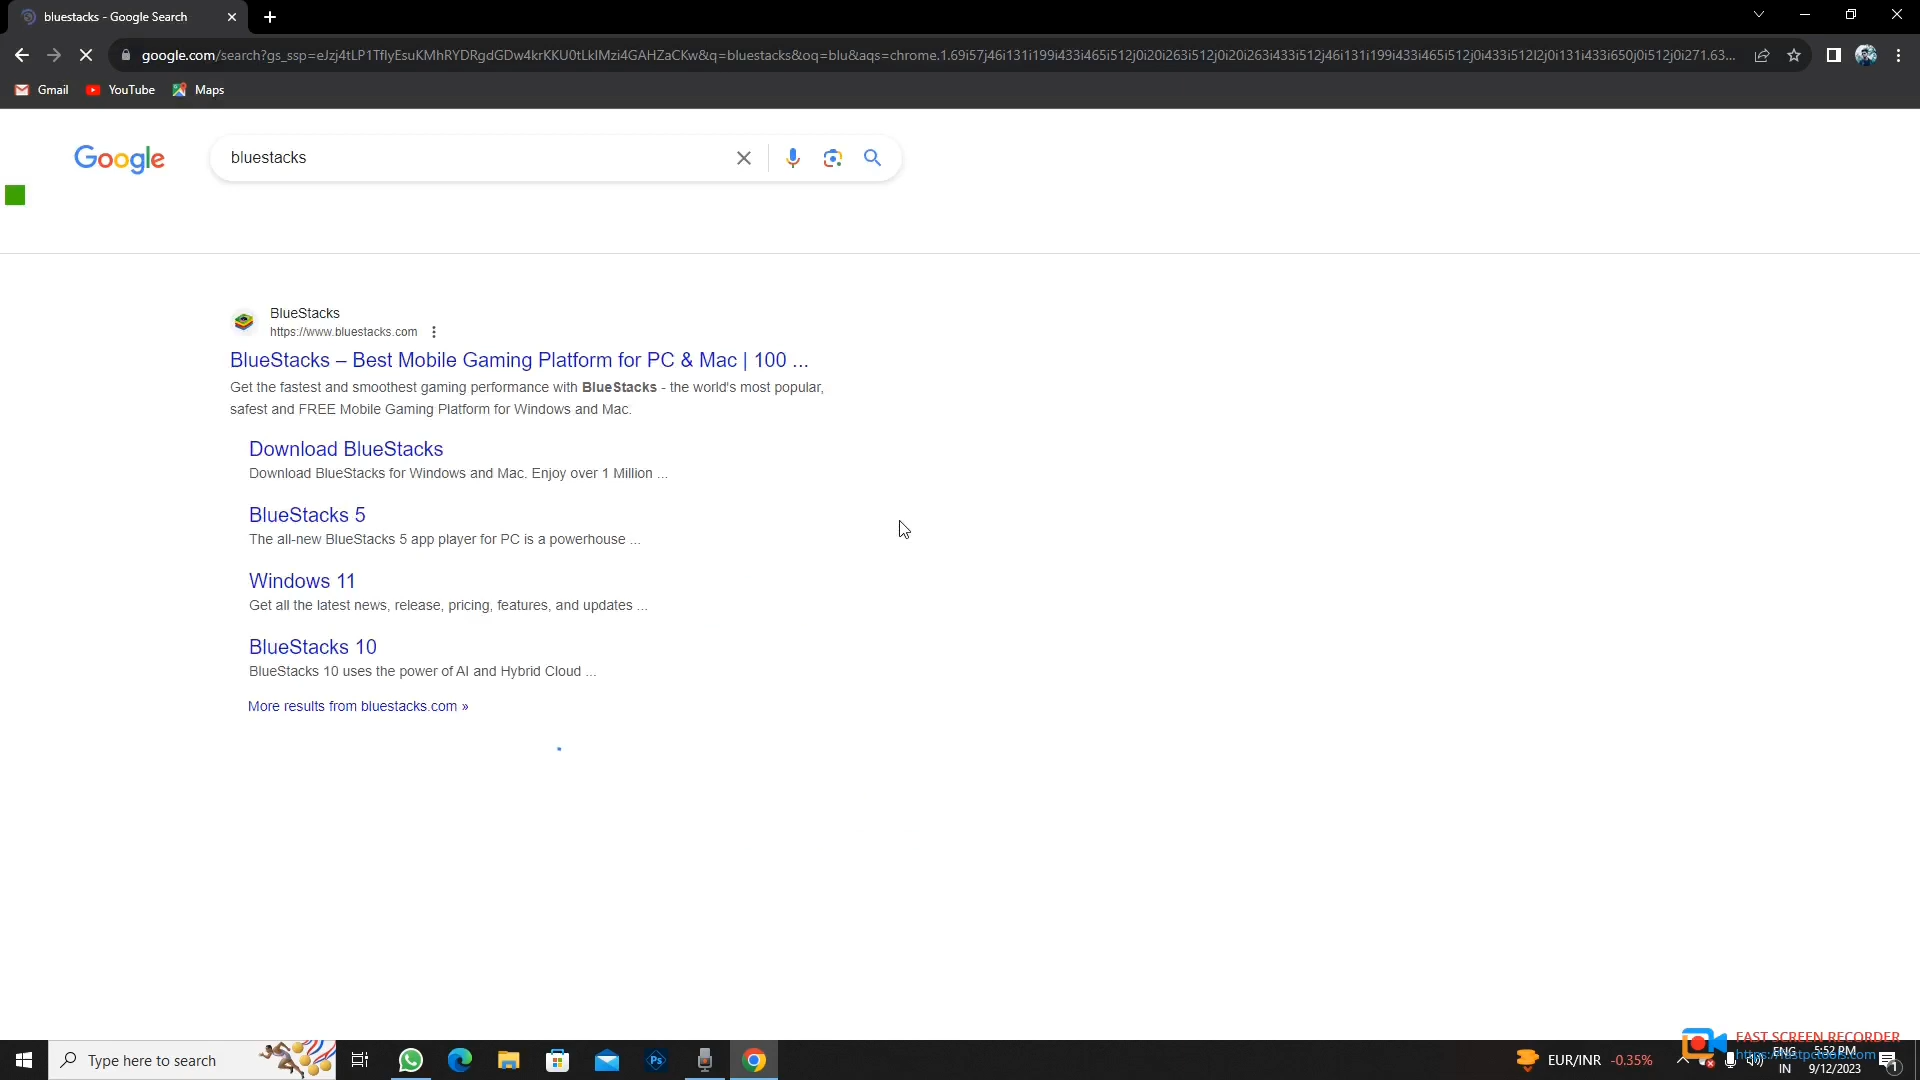 bluestacks - Google Search
google.com/search?gs_ssp=eJzj4tLP1TflyEsuKMhRYDRgdGDw4krKKU0tLklMzi4GAHZaCKw&q=bluestacks&oq=blu&aqs=chrome.1.69i57j46i131i199i433i465i512j0i20i263i512j0i20i263i433i512j46i131i199i433i465i512j0i433i512l2j0i131i433i650j0i512j0i271.63...
Gmail YouTube Maps
Google bluestacks
BlueStacks
https://www.bluestacks.com
BlueStacks – Best Mobile Gaming Platform for PC & Mac | 100 ...
Get the fastest and smoothest gaming performance with BlueStacks - the world's most popular,
safest and FREE Mobile Gaming Platform for Windows and Mac.
Download BlueStacks
Download BlueStacks for Windows and Mac. Enjoy over 1 Million ...
BlueStacks 5
The all-new BlueStacks 5 app player for PC is a powerhouse ...
Windows 11
Get all the latest news, release, pricing, features, and updates ...
BlueStacks 10
BlueStacks 10 uses the power of AI and Hybrid Cloud ...
More results from bluestacks.com »
FAST SCREEN RECORDER
https://fastpctools.com
Type here to search
Ps
EUR/INR -0.35%
ENG
IN
5:52 PM
9/12/2023
1